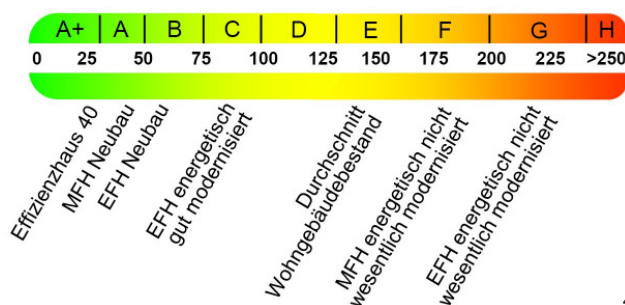 A+ A B C D E F G H
0 25 50 75 100 125 150 175 200 225 >250
Effizienzhaus 40
MFH Neubau
EFH Neubau
EFH energetisch
gut modernisiert
Durchschnitt
Wohngebäudebestand
MFH energetisch nicht
wesentlich modernisiert
EFH energetisch nicht
wesentlich modernisiert